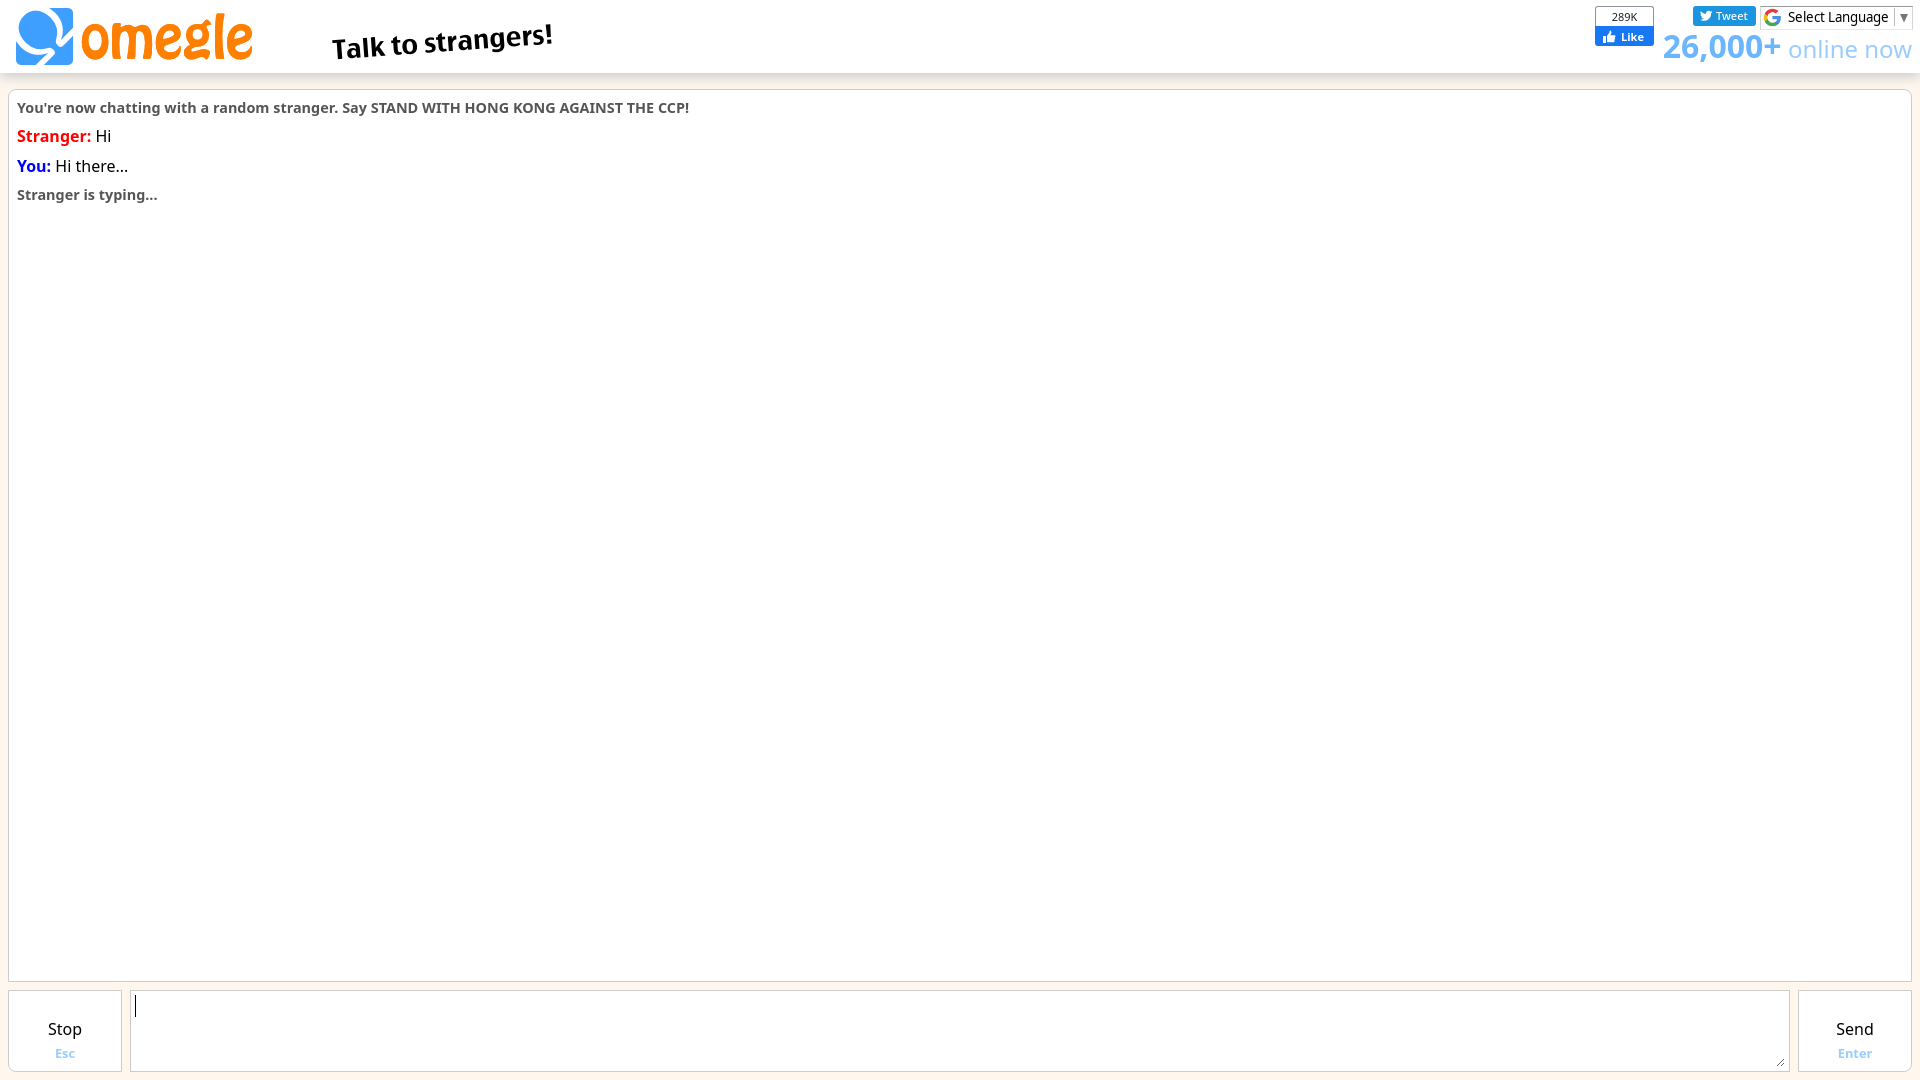 omegle
Talk to strangers!
289K
Like
Tweet
Select Language ▼
26,000+ online now
You're now chatting with a random stranger. Say STAND WITH HONG KONG AGAINST THE CCP!
Stranger: Hi
You: Hi there...
Stranger is typing...
Stop
Esc
Send
Enter